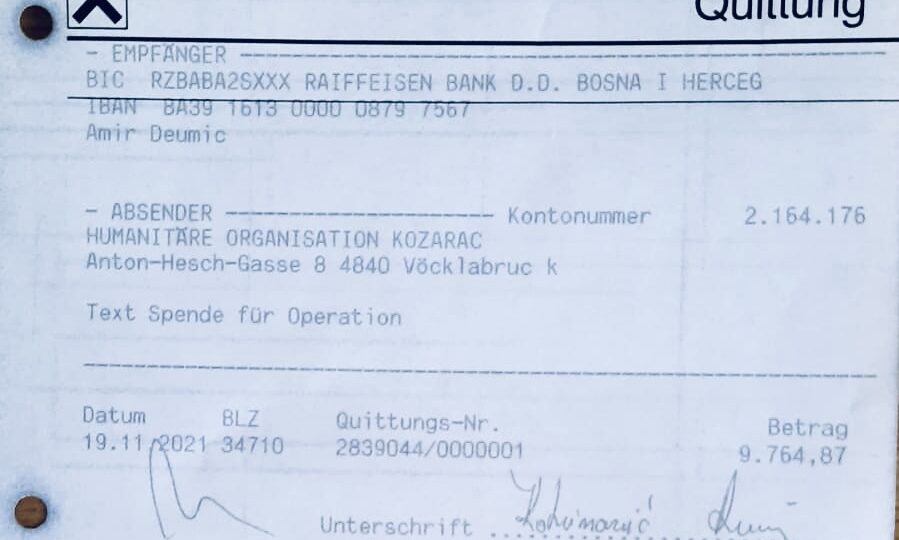 Quittung
- EMPFÄNGER
BIC RZBABA2SXXX RAIFFEISEN BANK D.D. BOSNA I HERCEG
IBAN BA39 1613 0000 0879 7567
Amir Deumic
- ABSENDER Kontonummer 2.164.176
HUMANITÄRE ORGANISATION KOZARAC
Anton-Hesch-Gasse 8 4840 Vöcklabruc k
Text Spende für Operation
Datum BLZ Quittungs-Nr. Betrag
19.11.2021 34710 2839044/0000001 9.764,87
Unterschrift